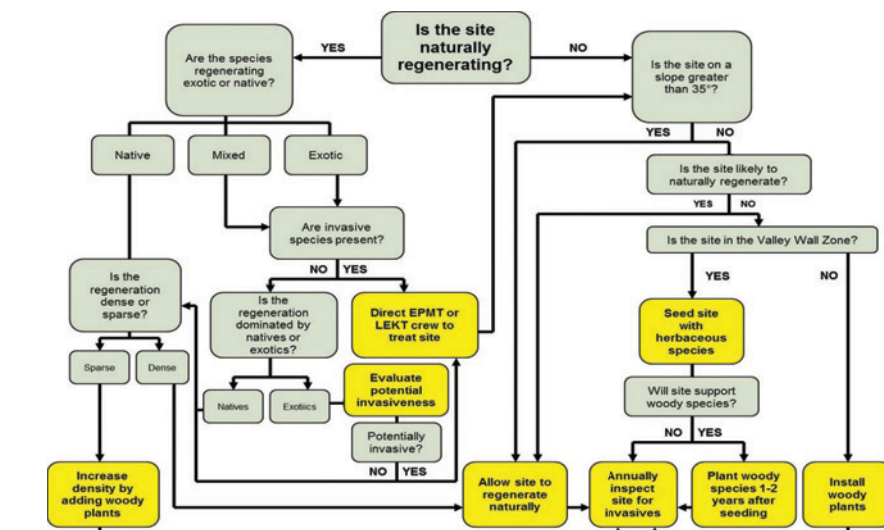 Is the site
naturally
regenerating?
YES
NO
Are the species
regenerating
exotic or native?
Is the site on a
slope greater
than 35°?
YES
NO
Native
Mixed
Exotic
Is the site likely to
naturally regenerate?
YES
NO
Are invasive
species present?
Is the site in the Valley Wall Zone?
NO
YES
YES
NO
Is the
regeneration
dense or
sparse?
Is the
regeneration
dominated by
natives or
exotics?
Direct EPMT or
LEKT crew to
treat site
Seed site
with
herbaceous
species
Sparse
Dense
Natives
Exotiics
Evaluate
potential
invasiveness
Will site support
woody species?
Potentially
invasive?
NO
YES
NO
YES
Increase
density by
adding woody
plants
Allow site to
regenerate
naturally
Annually
inspect
site for
invasives
Plant woody
species 1-2
years after
seeding
Install
woody
plants